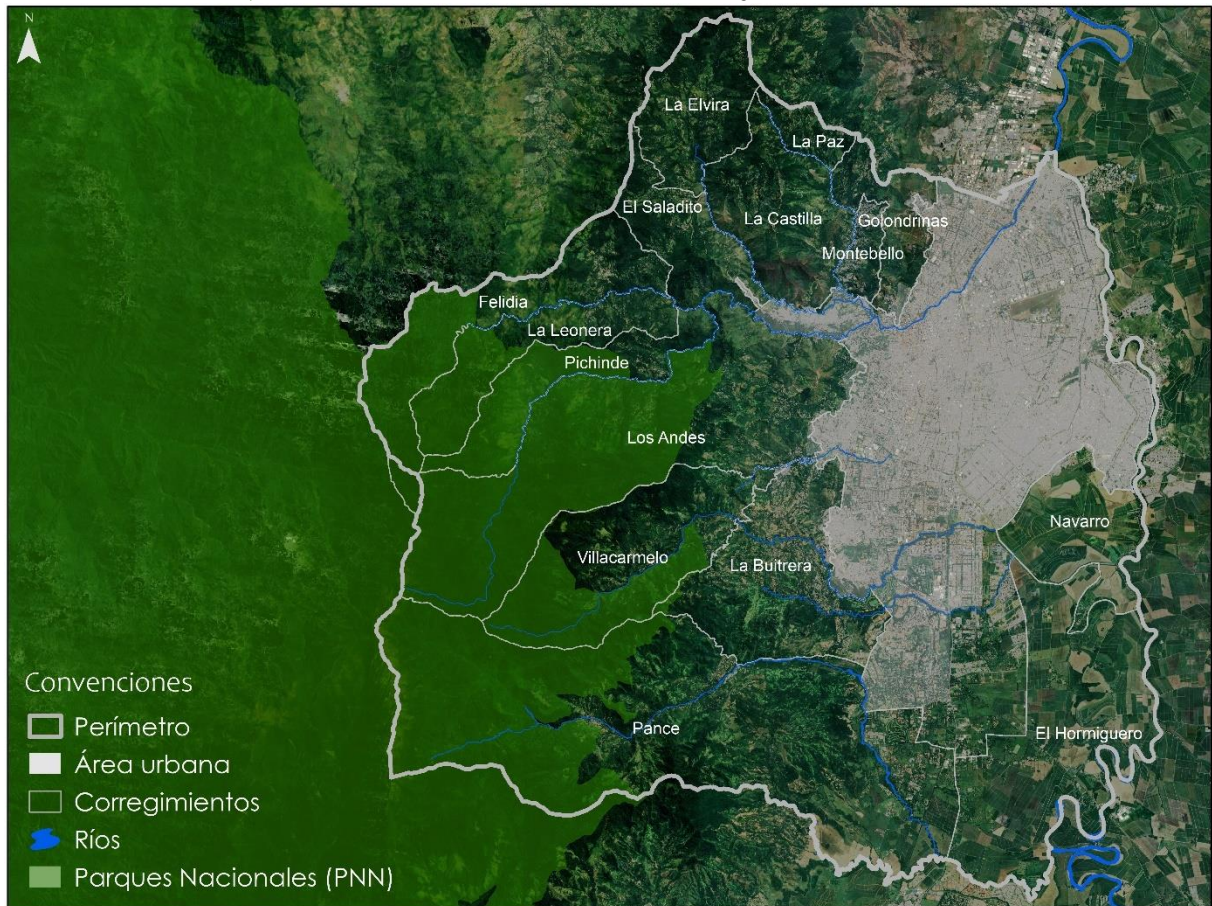 N
La Elvira
La Paz
El Saladito
La Castilla
Golondrinas
Montebello
Felidia
La Leonera
Pichinde
Los Andes
Navarro
Villacarmelo
La Buitrera
Pance
El Hormiguero
Convenciones
Perímetro
Área urbana
Corregimientos
Ríos
Parques Nacionales (PNN)